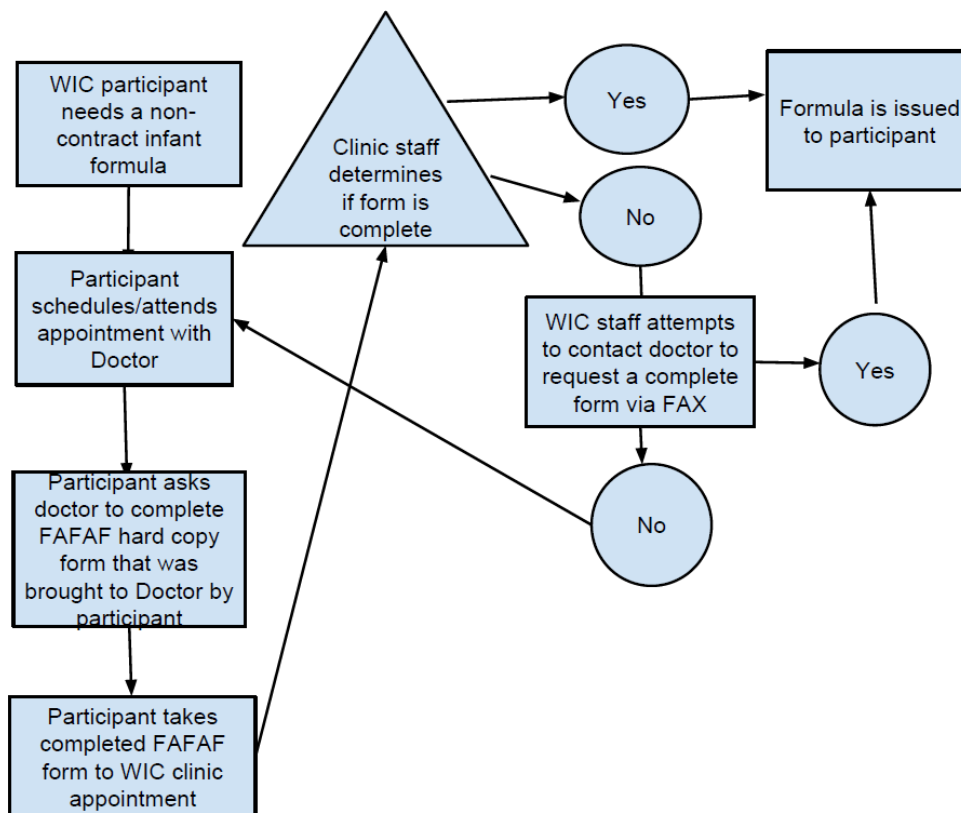 WIC participant
needs a non-
contract infant
formula
Participant
schedules/attends
appointment with
Doctor
Participant asks
doctor to complete
FAFAF hard copy
form that was
brought to Doctor by
participant
Participant takes
completed FAFAF
form to WIC clinic
appointment
Clinic staff
determines
if form is
complete
Yes
No
Formula is issued
to participant
WIC staff attempts
to contact doctor to
request a complete
form via FAX
Yes
No